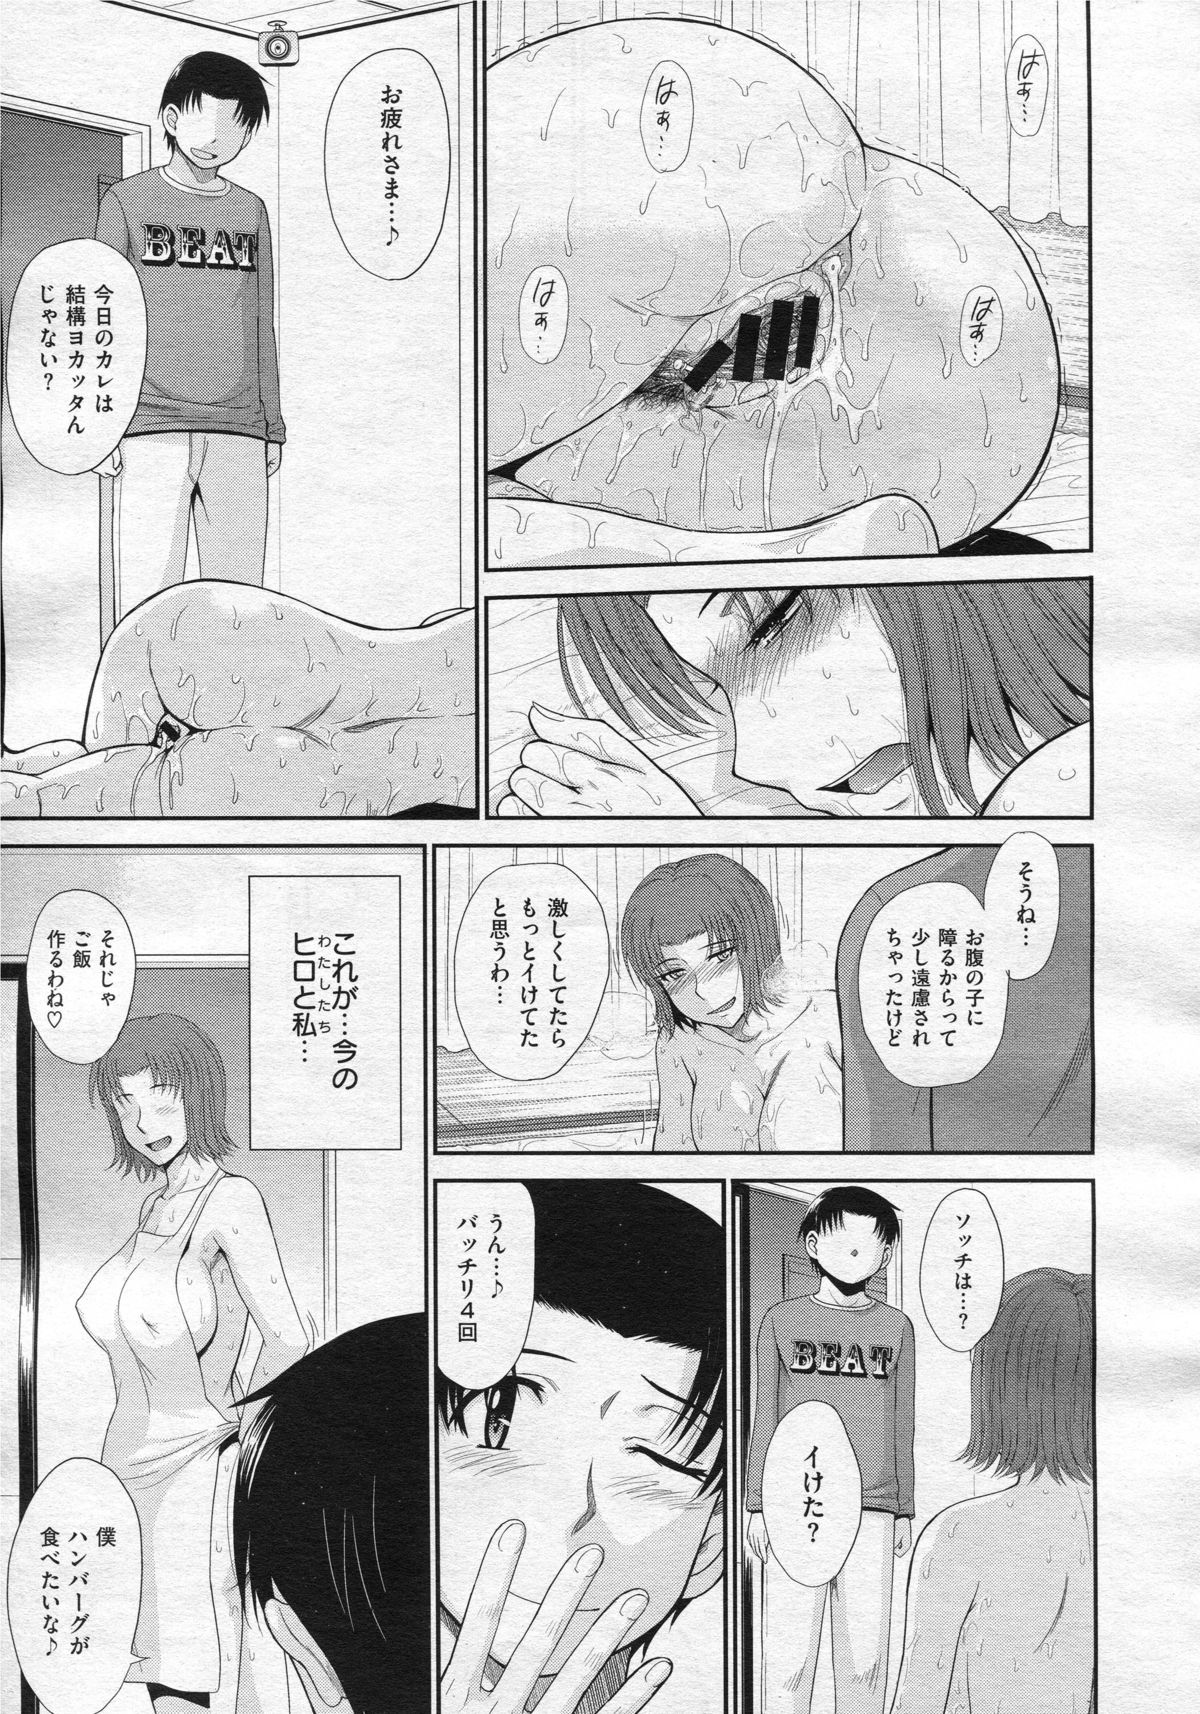 はぁ…
はぁ…
はぁ…
はぁ…
お疲れさま…♪
BEAT
今日のカレは
結構ヨカッタん
じゃない？
そうね…
お腹の子に
障るからって
少し遠慮され
ちゃったけど
激しくしてたら
もっとイけてた
と思うわ…
ソッチは…？
BEAT
イけた？
うん…♪
バッチリ４回
これが…今の
ヒロと私…
わたしたち
それじゃ
ご飯
作るわね♡
僕
ハンバーグが
食べたいな♪